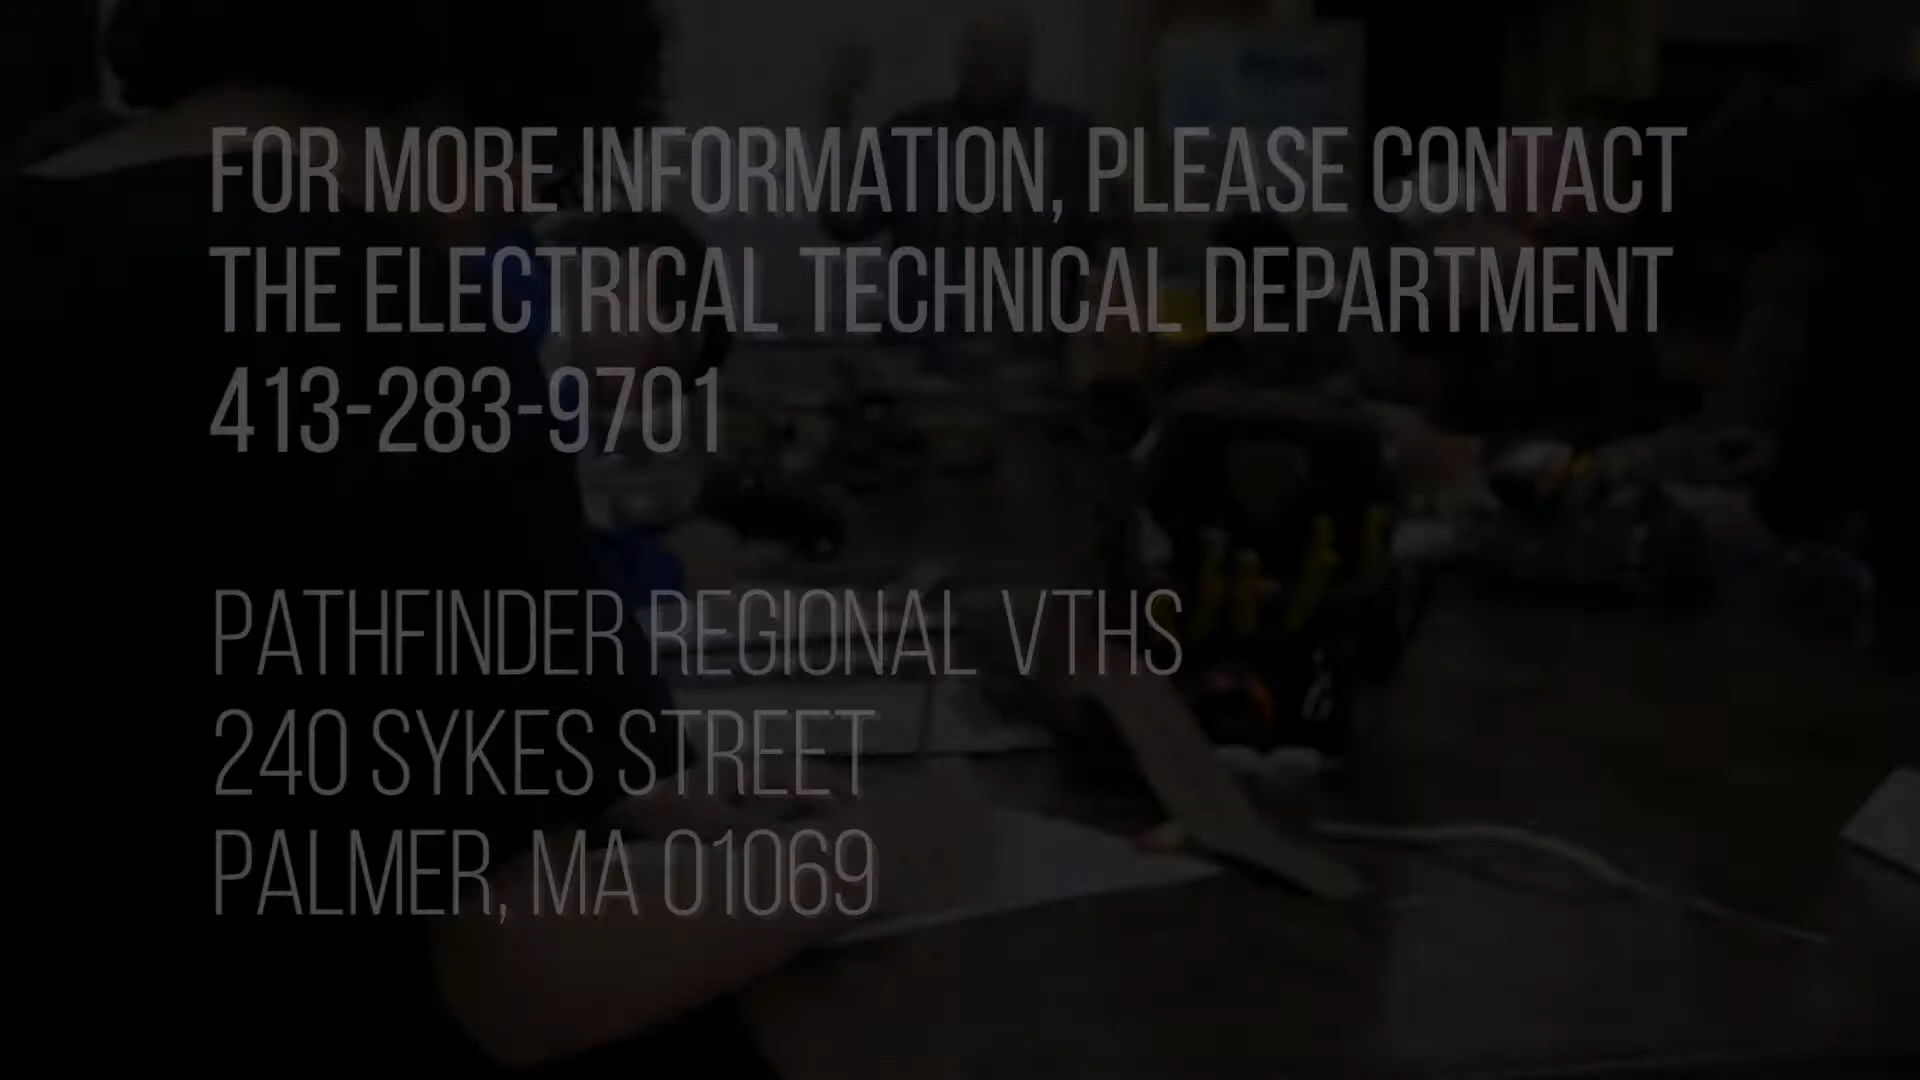 FOR MORE INFORMATION, PLEASE CONTACT
THE ELECTRICAL TECHNICAL DEPARTMENT
413-283-9701
PATHFINDER REGIONAL VTHS
240 SYKES STREET
PALMER, MA 01069